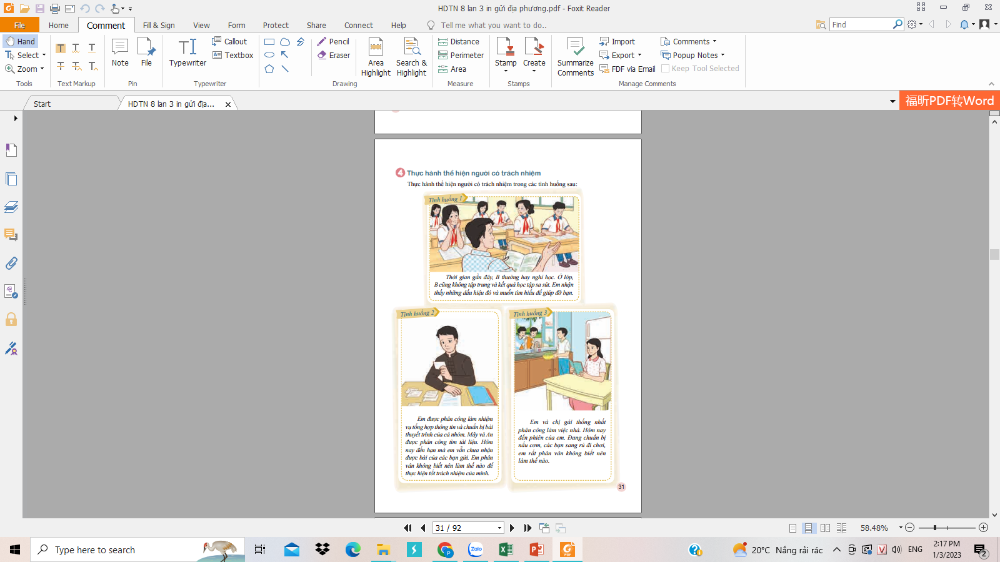 HDTN 8 lan 3 in gửi địa phương.pdf - Foxit Reader
File
Home
Comment
Fill & Sign
View
Form
Protect
Share
Connect
Help
Tell me what you want to do..
Find
Hand
Select
Zoom
Tools
Text Markup
Note
File
Pin
Typewriter
Callout
Textbox
Typewriter
Pencil
Eraser
Area
Highlight
Search &
Highlight
Drawing
Distance
Perimeter
Area
Measure
Stamp
Create
Stamps
Summarize
Comments
Import
Export
FDF via Email
Comments
Popup Notes
Keep Tool Selected
Manage Comments
Start
HDTN 8 lan 3 in gửi địa...
福昕PDF转Word
4 Thực hành thể hiện người có trách nhiệm
Thực hành thể hiện người có trách nhiệm trong các tình huống sau:
Tình huống 1
Thời gian gần đây, B thường hay nghỉ học. Ở lớp,
B cũng không tập trung và kết quả học tập sa sút. Em nhận
thấy những dấu hiệu đó và muốn tìm hiểu để giúp đỡ bạn.
Tình huống 2
Em được phân công làm nhiệm
vụ tổng hợp thông tin và chuẩn bị bài
thuyết trình của cả nhóm. Mây và An
được phân công tìm tài liệu. Hôm
nay đến hạn mà em vẫn chưa nhận
được bài của các bạn gửi. Em phân
vân không biết nên làm thế nào để
thực hiện tốt trách nhiệm của mình.
Tình huống 3
Em và chị gái thống nhất
phân công làm việc nhà. Hôm nay
đến phiên của em. Đang chuẩn bị
nấu cơm, các bạn sang rủ đi chơi,
em rất phân vân không biết nên
làm thế nào.
31
31 / 92
58.48%
Type here to search
20°C Nắng rải rác
ENG
2:17 PM
1/3/2023
2